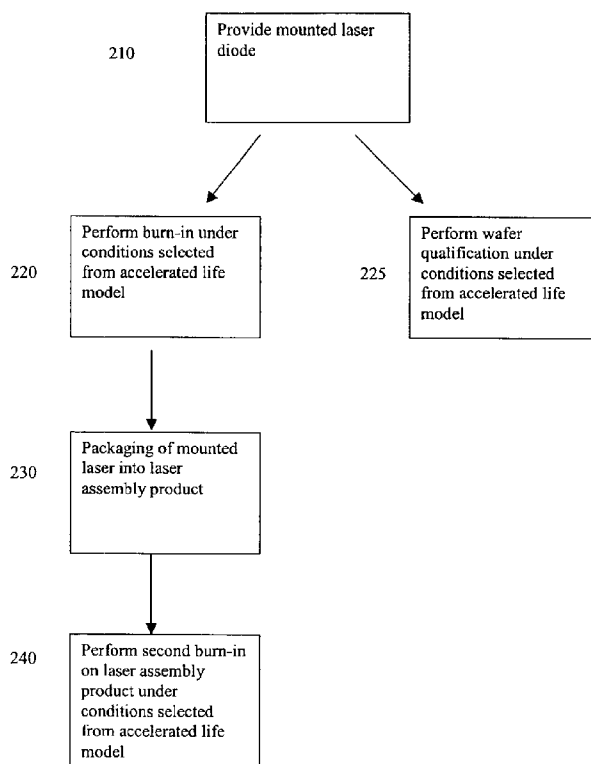 210
Provide mounted laser
diode
220
Perform burn-in under
conditions selected
from accelerated life
model
225
Perform wafer
qualification under
conditions selected
from accelerated life
model
230
Packaging of mounted
laser into laser
assembly product
240
Perform second burn-in
on laser assembly
product under
conditions selected
from accelerated life
model